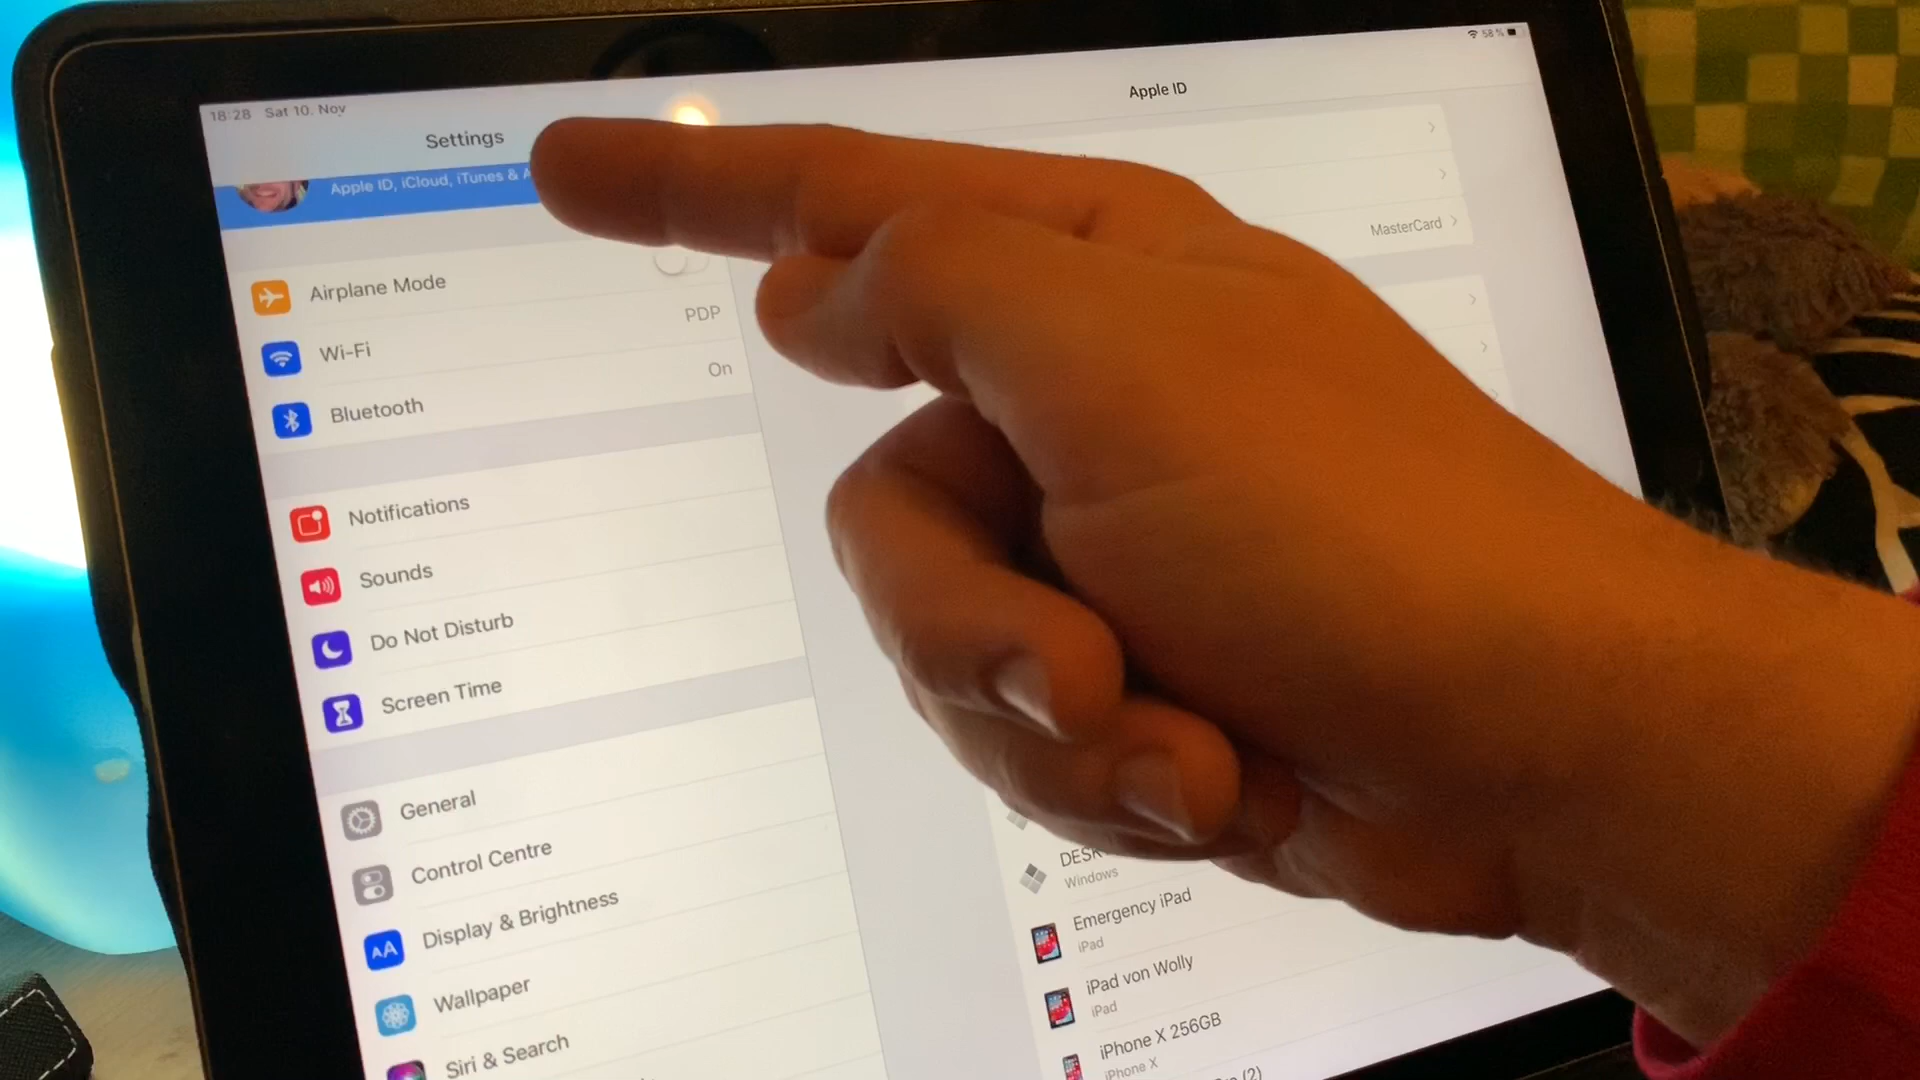 18:28 Sat 10. Nov
58 %
Settings
Apple ID
Apple ID, iCloud, iTunes & A
Airplane Mode
Wi-Fi
PDP
Bluetooth
On
Notifications
Sounds
Do Not Disturb
Screen Time
General
Control Centre
Display & Brightness
Wallpaper
Siri & Search
MasterCard
DESK
Windows
Emergency iPad
iPad
iPad von Wolly
iPad
iPhone X 256GB
iPhone X
(2)